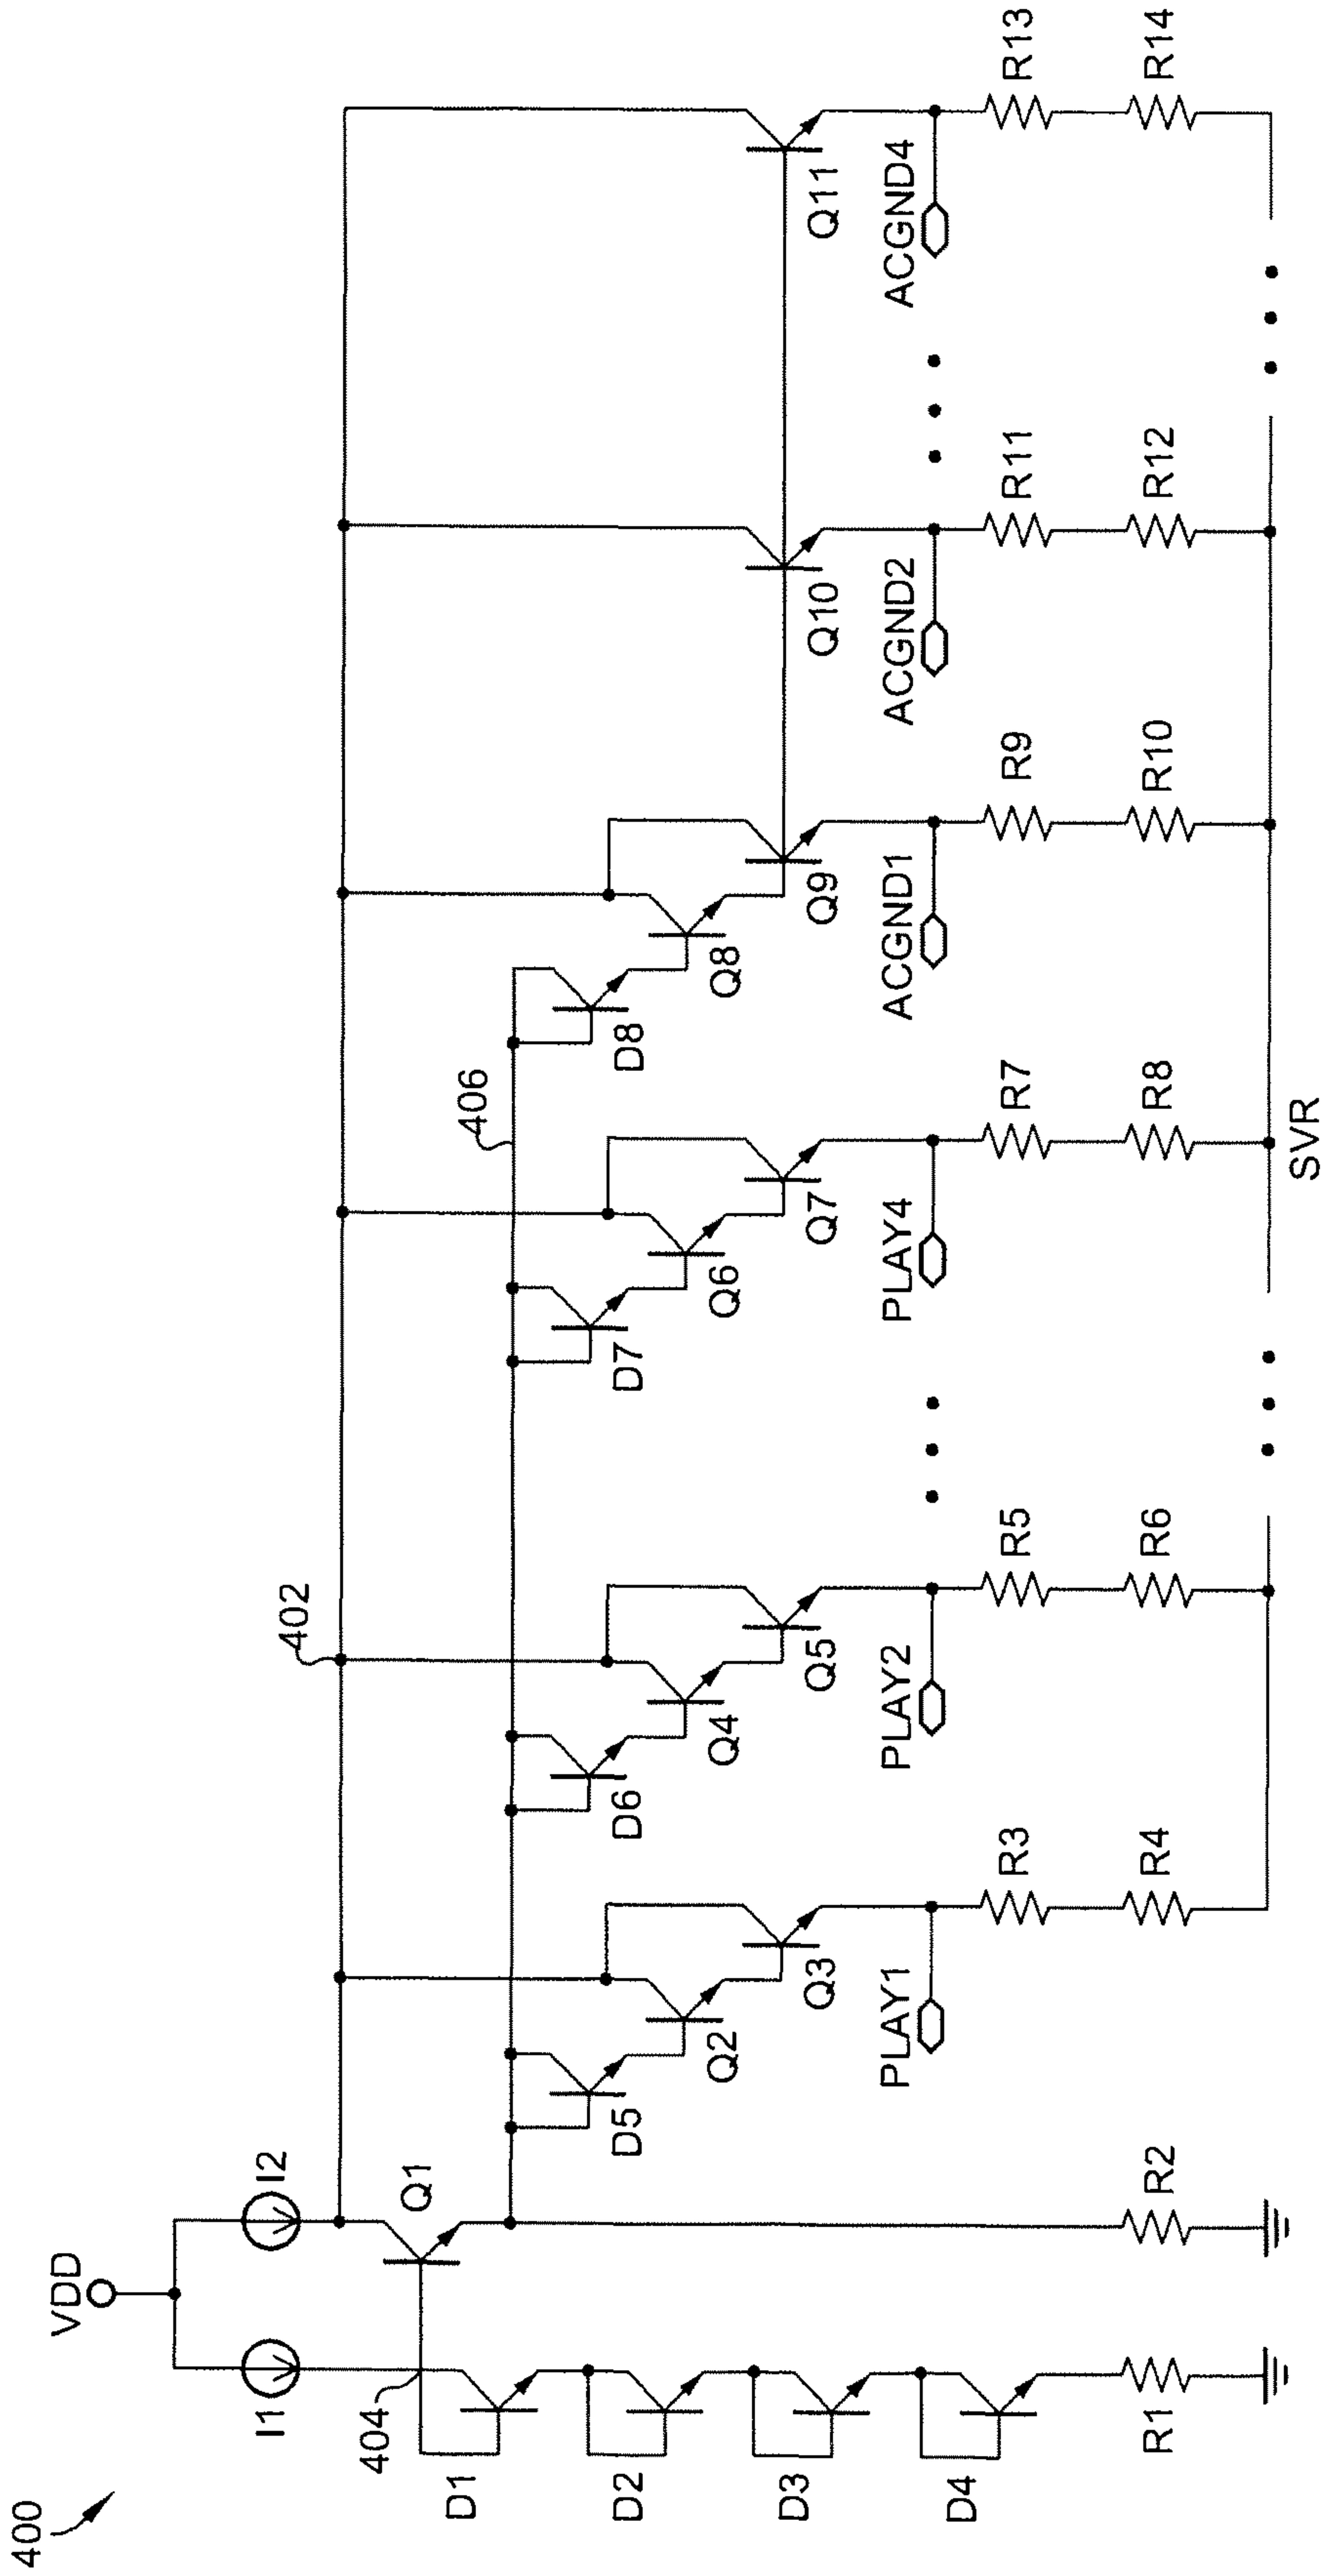 400
VDD
I1
I2
402
404
Q1
406
D1
D2
D3
D4
D5
Q2
Q3
D6
Q4
Q5
D7
Q6
Q7
D8
Q8
Q9
Q10
Q11
PLAY1
PLAY2
PLAY4
ACGND1
ACGND2
ACGND4
R3
R5
R7
R9
R11
R13
R1
R2
R4
R6
R8
R10
R12
R14
SVR